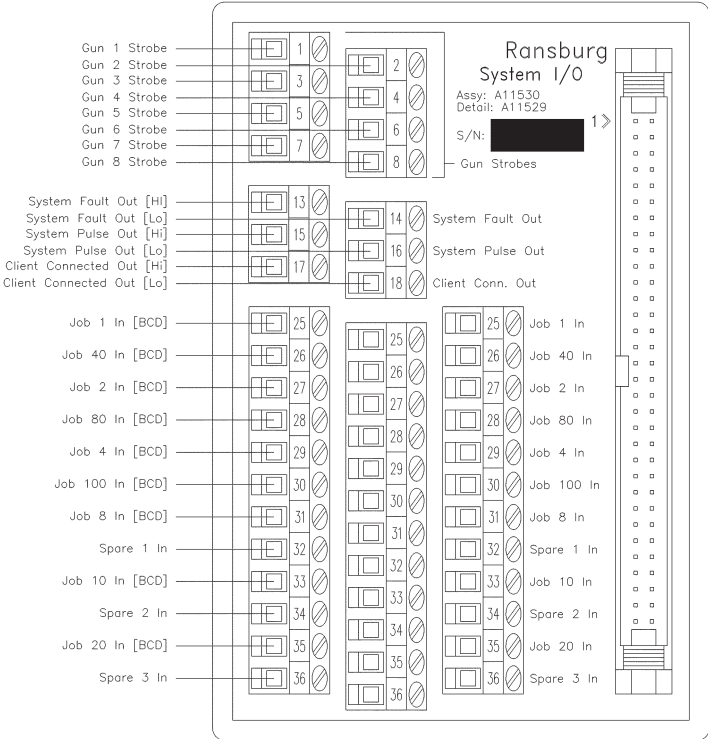 Ransburg
System I/O
Assy: A11530
Detail: A11529
S/N:
1
Gun 1 Strobe 1
Gun 2 Strobe 2
Gun 3 Strobe 3
Gun 4 Strobe 4
Gun 5 Strobe 5
Gun 6 Strobe 6
Gun 7 Strobe 7
Gun 8 Strobe 8
Gun Strobes
System Fault Out [HI] 13
System Fault Out [Lo] 14 System Fault Out
System Pulse Out [Hi] 15
System Pulse Out [Lo] 16 System Pulse Out
Client Connected Out [Hi] 17
Client Connected Out [Lo] 18 Client Conn. Out
Job 1 In [BCD] 25 25 25 Job 1 In
Job 40 In [BCD] 26 26 26 Job 40 In
Job 2 In [BCD] 27 27 27 Job 2 In
Job 80 In [BCD] 28 28 28 Job 80 In
Job 4 In [BCD] 29 29 29 Job 4 In
Job 100 In [BCD] 30 30 30 Job 100 In
Job 8 In [BCD] 31 31 31 Job 8 In
Spare 1 In 32 32 32 Spare 1 In
Job 10 In [BCD] 33 33 33 Job 10 In
Spare 2 In 34 34 34 Spare 2 In
Job 20 In [BCD] 35 35 35 Job 20 In
Spare 3 In 36 36 36 Spare 3 In